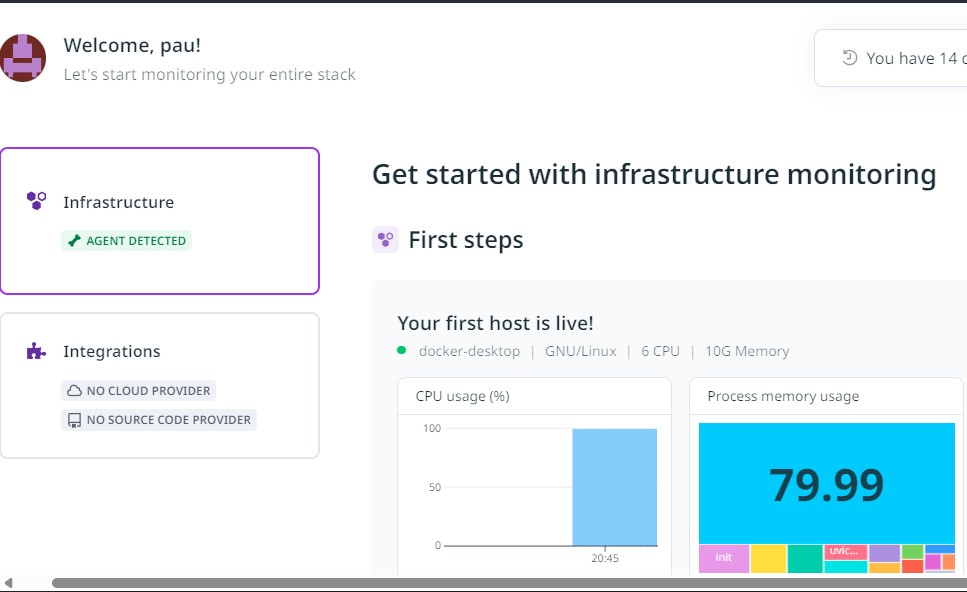 Welcome, pau!
Let's start monitoring your entire stack
You have 14
Infrastructure
AGENT DETECTED
Integrations
NO CLOUD PROVIDER
NO SOURCE CODE PROVIDER
Get started with infrastructure monitoring
First steps
Your first host is live!
docker-desktop | GNU/Linux | 6 CPU | 10G Memory
CPU usage (%)
100
50
0
20:45
Process memory usage
79.99
init
uvic...